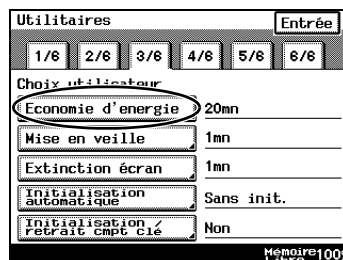 Utilitaires
Entrée
1/6 2/6 3/6 4/6 5/6 6/6
Choix utilisateur
Economie d'energie 20mn
Mise en veille 1mn
Extinction écran 1mn
Initialisation
automatique Sans init.
Initialisation /
retrait cmpt clé Non
Mémoire
Libre 100%